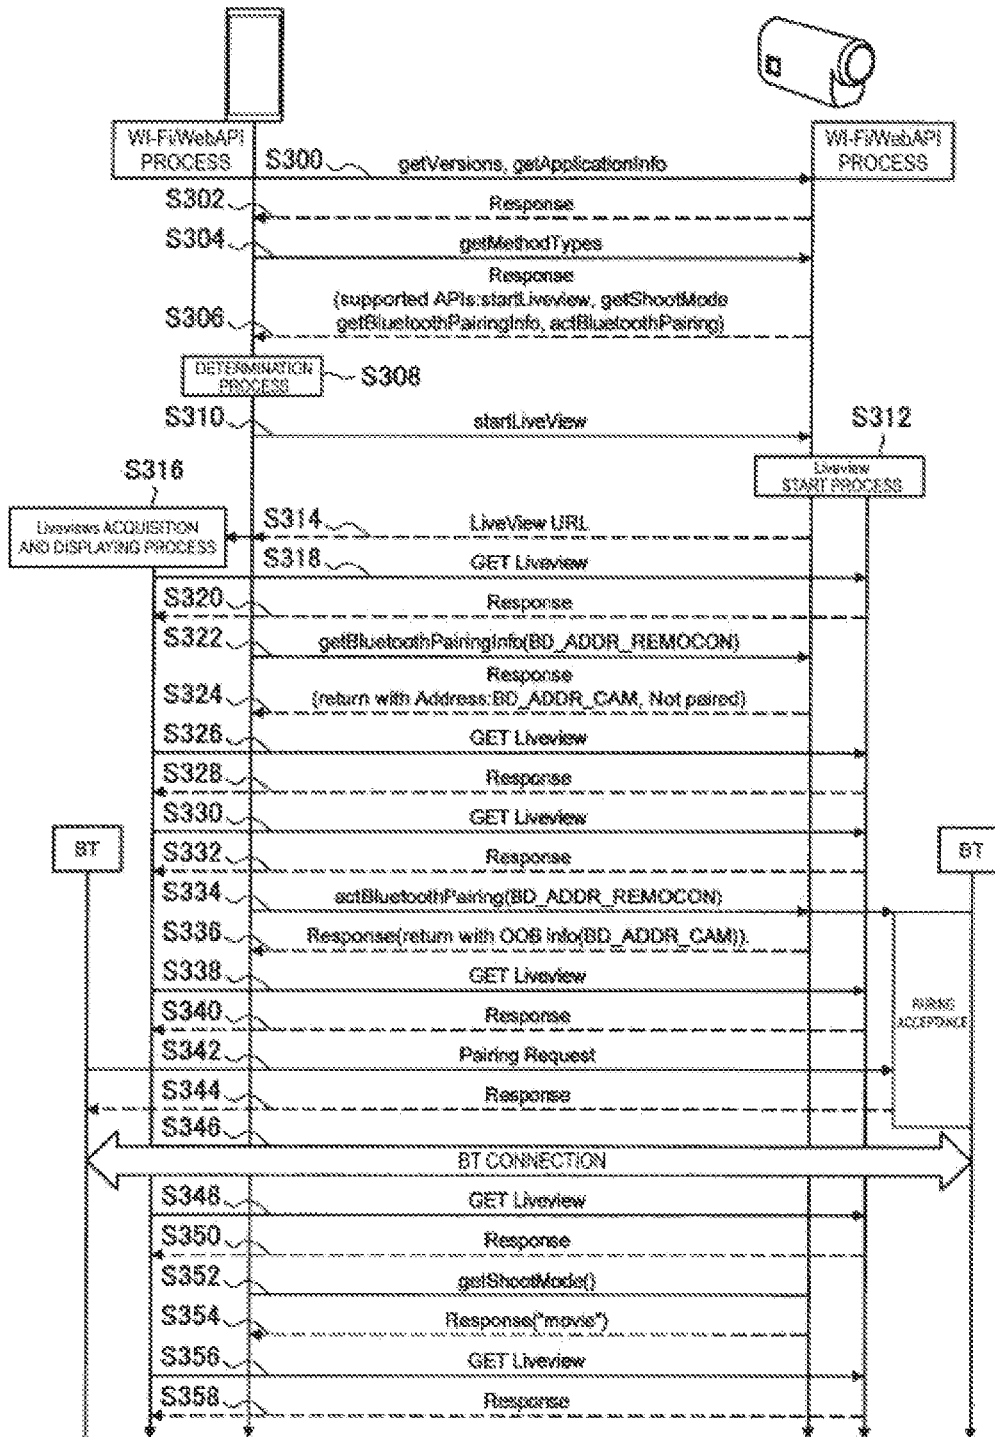 WI-Fi/WebAPI
PROCESS
WI-Fi/WebAPI
PROCESS
S300
getVersions, getApplicationInfo
S302
Response
S304
getMethodTypes
Response
(supported APIs:startLiveview, getShootMode
S306
getBluetoothPairingInfo, actBluetoothPairing)
DETERMINATION
PROCESS
S308
S310
startLiveView
S312
Liveview
START PROCESS
S316
Liveviews ACQUISITION
AND DISPLAYING PROCESS
S314
LiveView URL
S318
GET Liveview
S320
Response
S322
getBluetoothPairingInfo(BD_ADDR_REMOCON)
Response
S324
(return with Address:BD_ADDR_CAM, Not paired)
S326
GET Liveview
S328
Response
S330
GET Liveview
BT
BT
S332
Response
S334
actBluetoothPairing(BD_ADDR_REMOCON)
S336
Response(return with OOB info(BD_ADDR_CAM)).
S338
GET Liveview
PAIRING
ACCEPTANCE
S340
Response
S342
Pairing Request
S344
Response
S346
BT CONNECTION
S348
GET Liveview
S350
Response
S352
getShootMode()
S354
Response("movie")
S356
GET Liveview
S358
Response